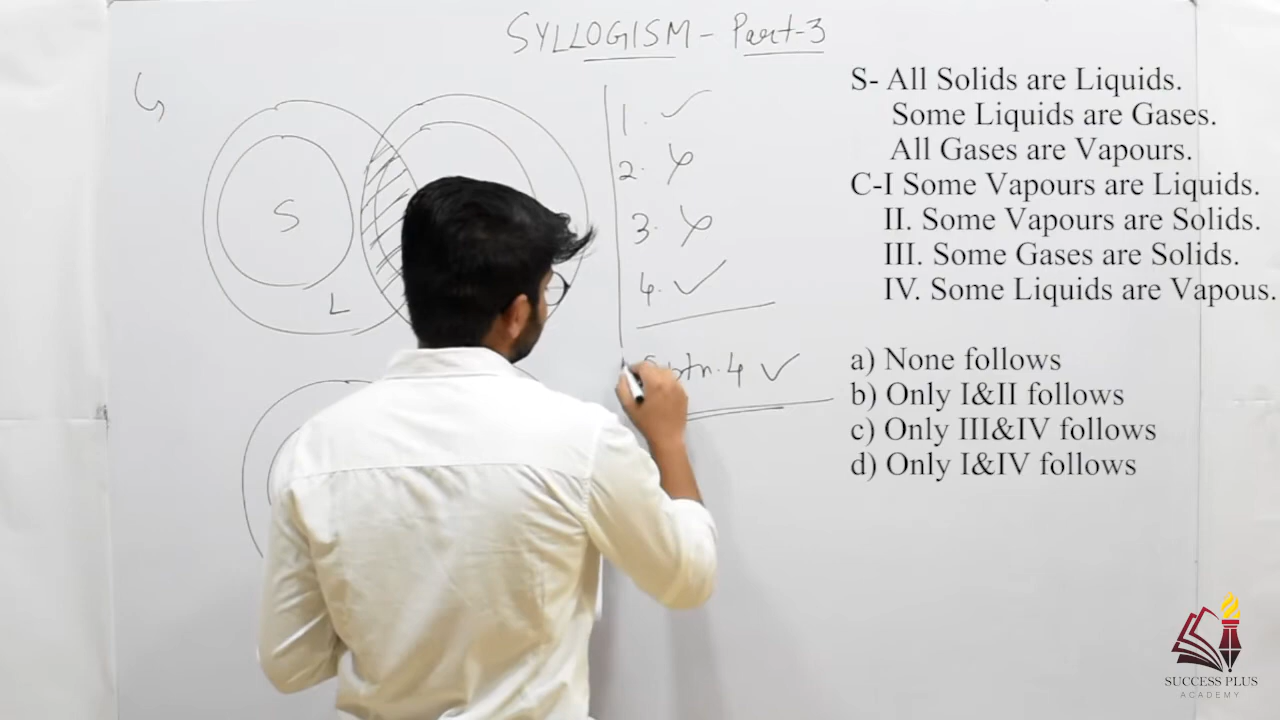 SYLLOGISM - Part-3
S
L
1. ✓
2. ✗
3. ✗
4. ✓
4 ✓
S- All Solids are Liquids.
Some Liquids are Gases.
All Gases are Vapours.
C-I Some Vapours are Liquids.
II. Some Vapours are Solids.
III. Some Gases are Solids.
IV. Some Liquids are Vapous.
a) None follows
b) Only I&II follows
c) Only III&IV follows
d) Only I&IV follows
SUCCESS PLUS
ACADEMY